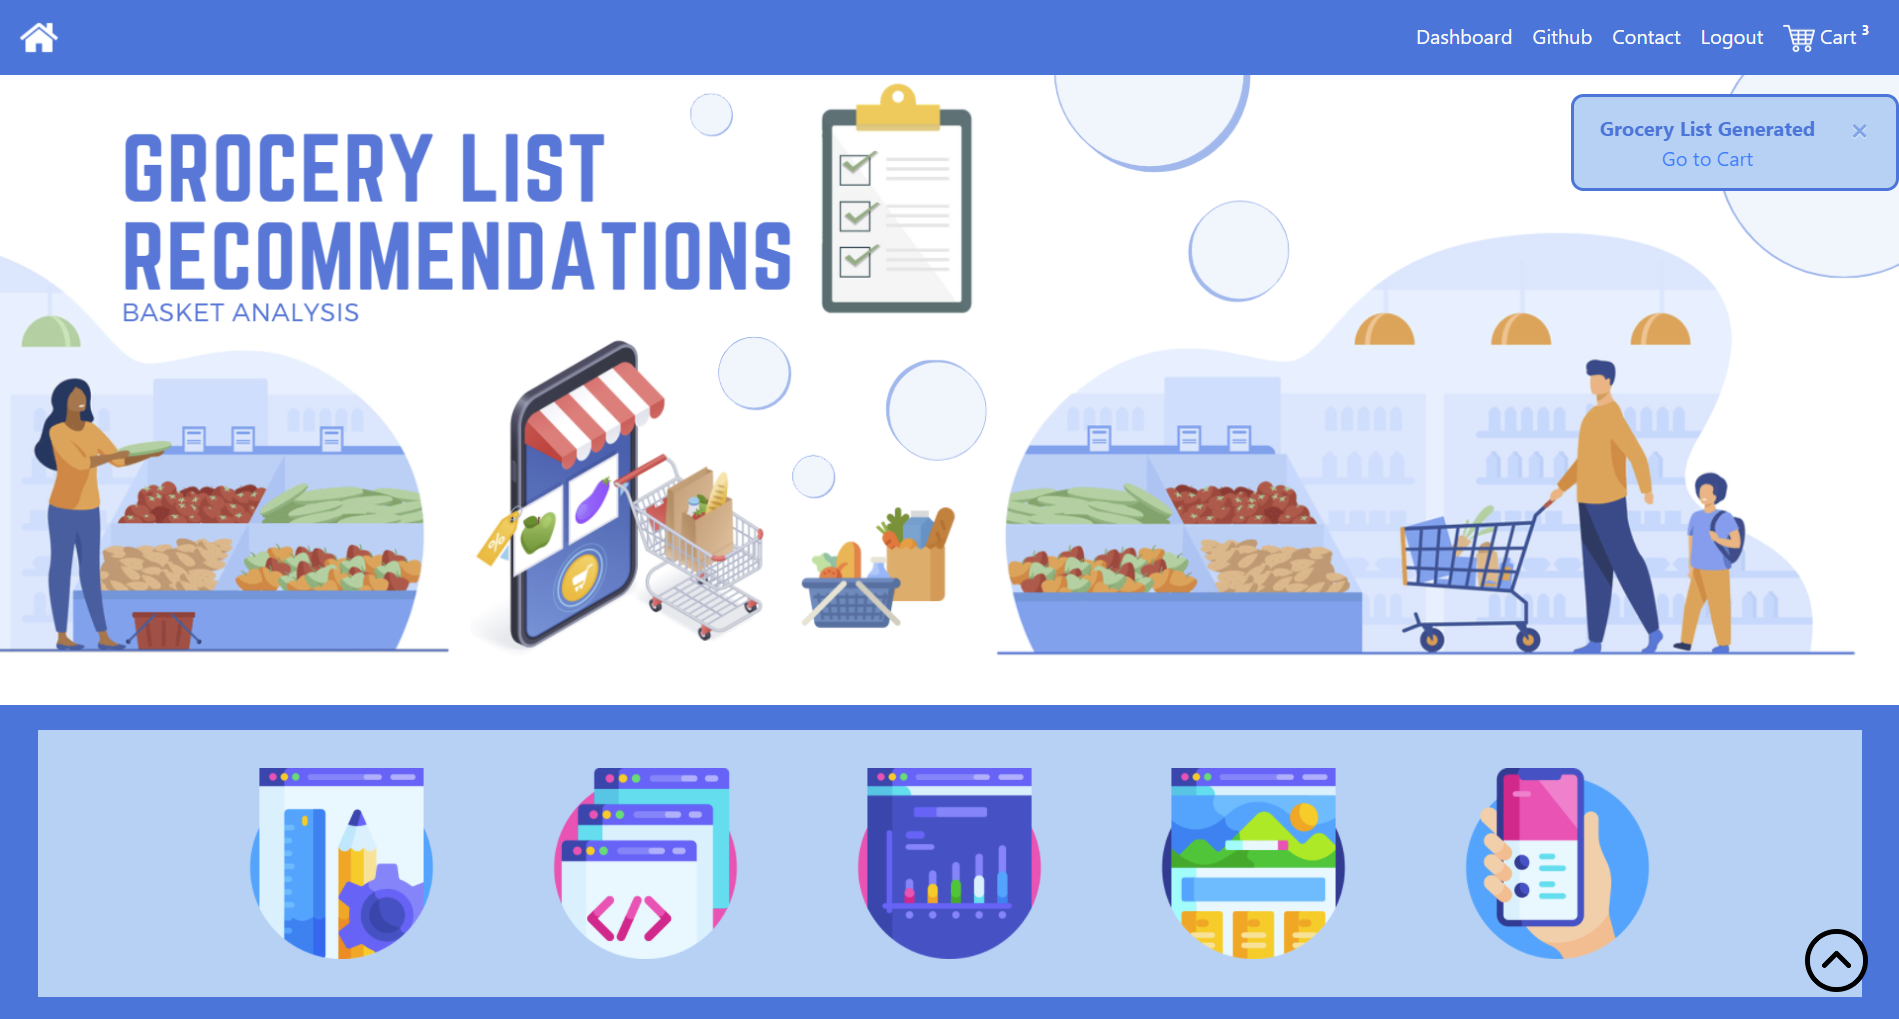 Dashboard Github Contact Logout Cart 3
Grocery List Generated ×
Go to Cart
GROCERY LIST
RECOMMENDATIONS
BASKET ANALYSIS
%